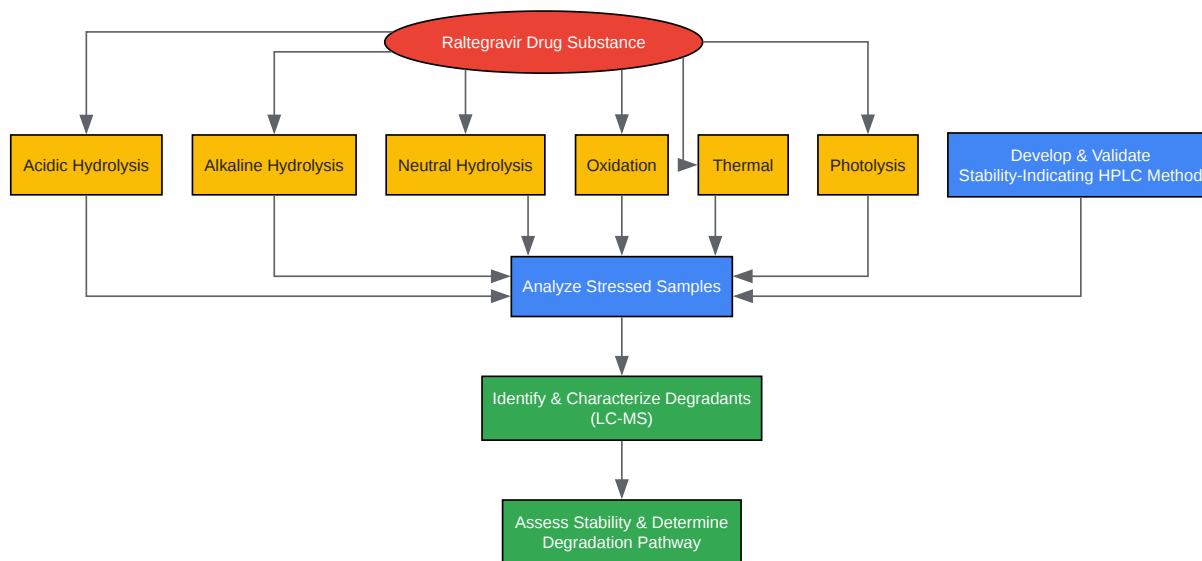 Raltegravir Drug Substance
Acidic Hydrolysis
Alkaline Hydrolysis
Neutral Hydrolysis
Oxidation
Thermal
Photolysis
Develop & Validate
Stability-Indicating HPLC Method
Analyze Stressed Samples
Identify & Characterize Degradants
(LC-MS)
Assess Stability & Determine
Degradation Pathway